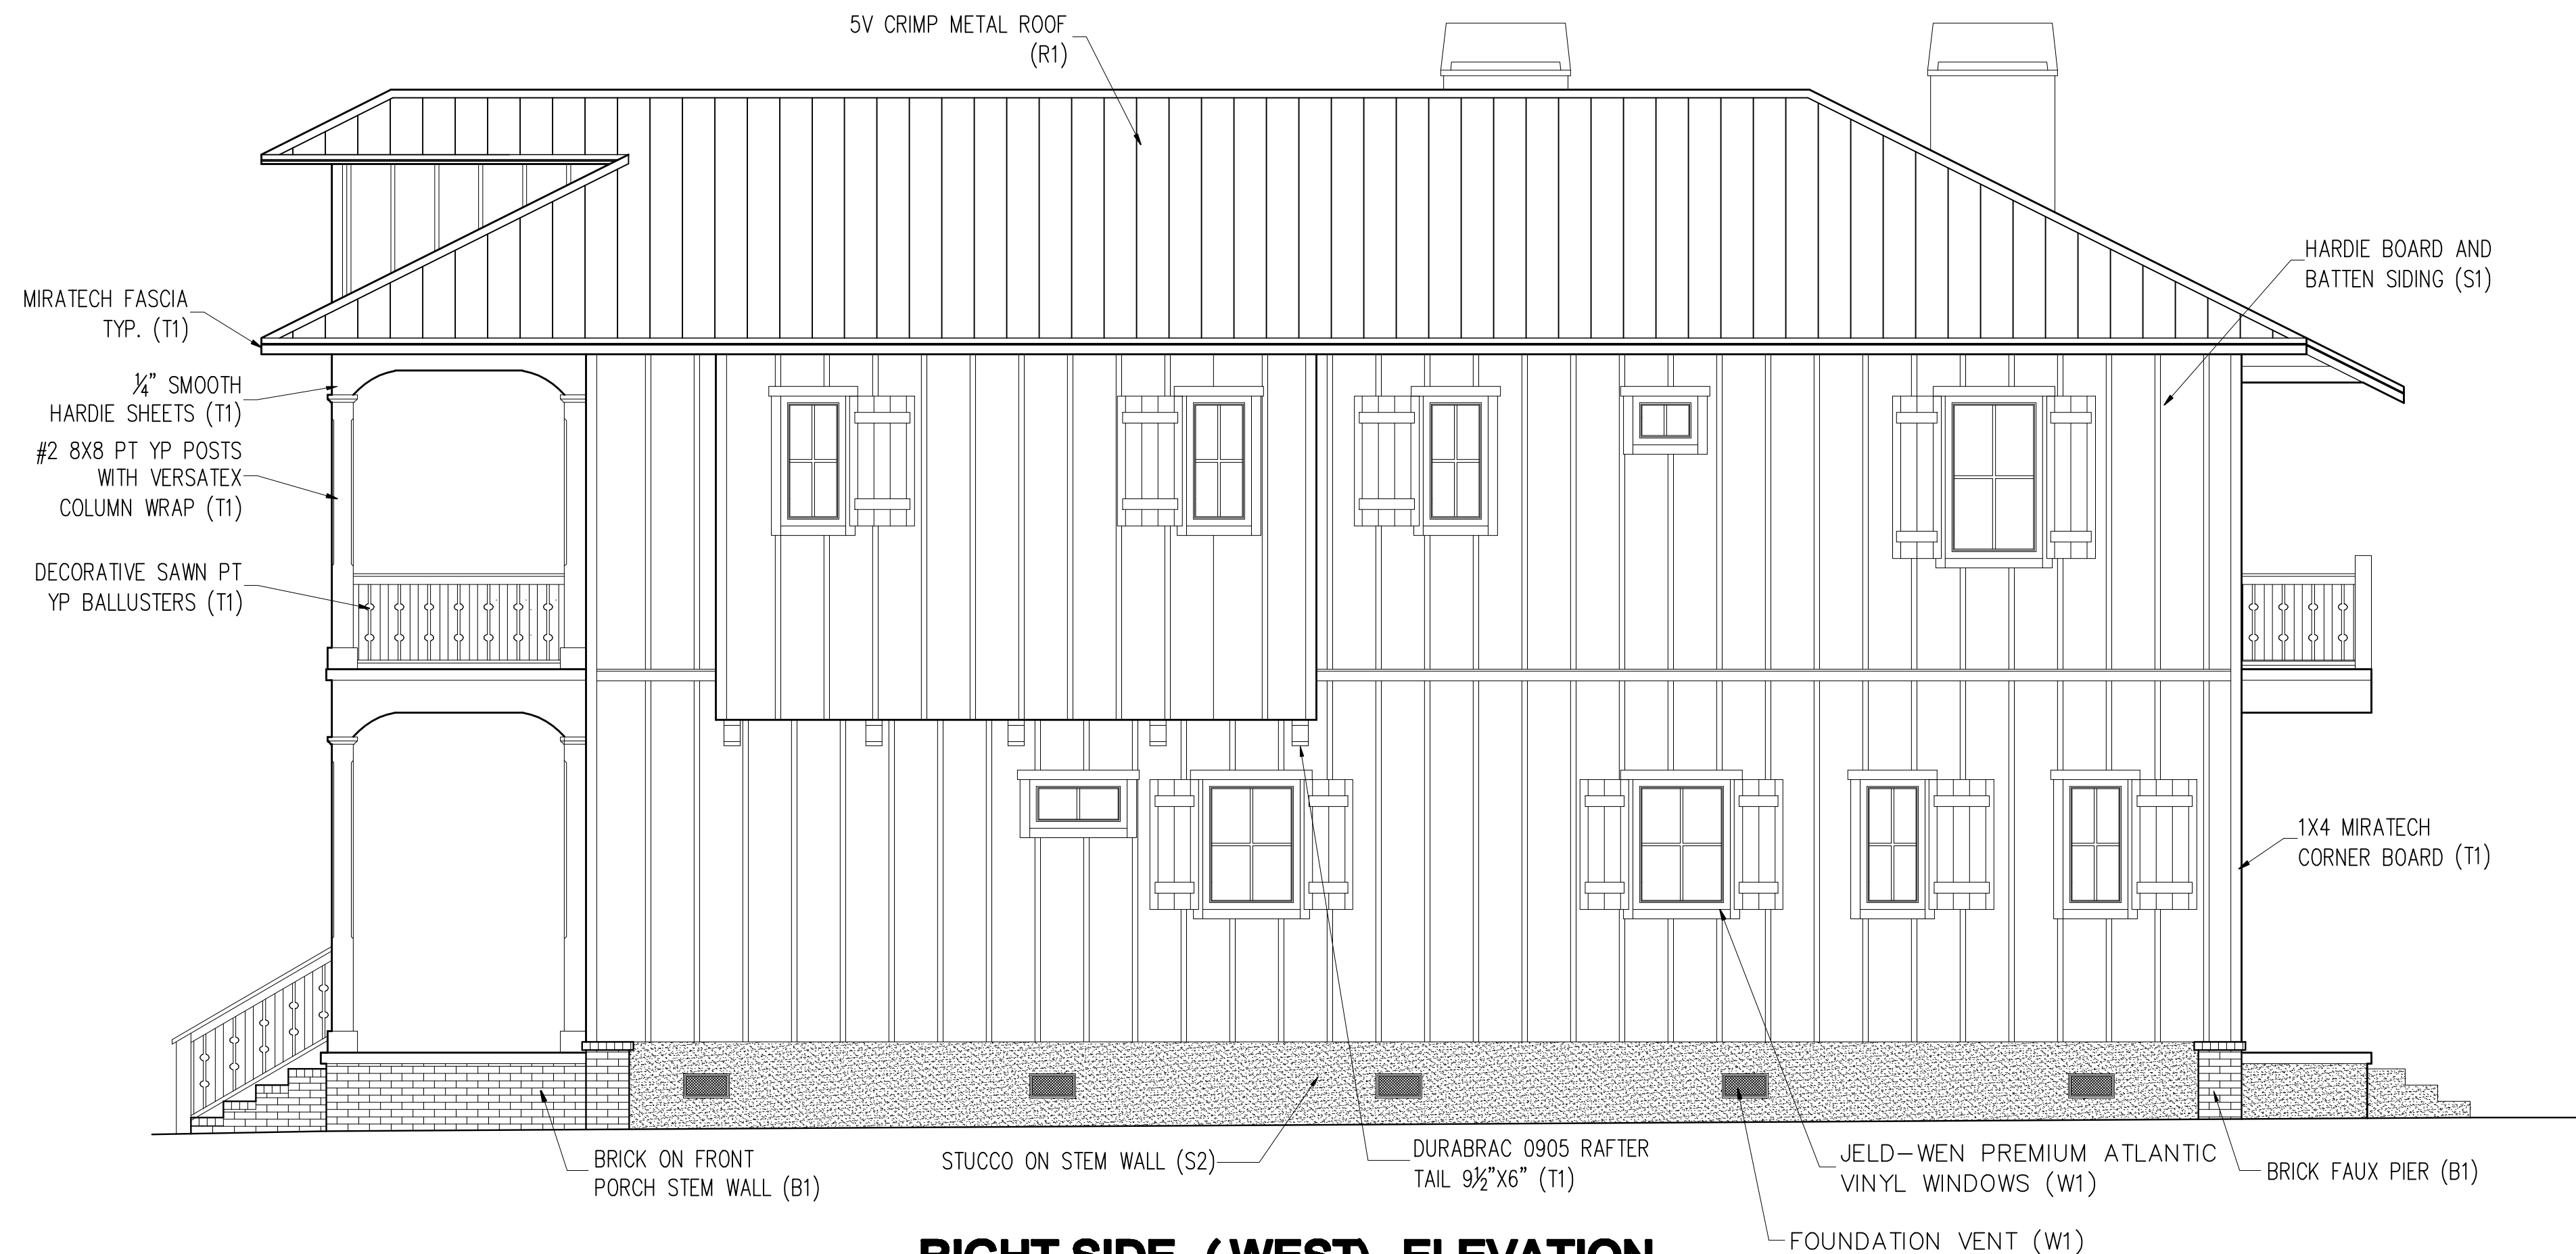 5V CRIMP METAL ROOF
(R1)
HARDIE BOARD AND
BATTEN SIDING (S1)
MIRATECH FASCIA
TYP. (T1)
¼" SMOOTH
HARDIE SHEETS (T1)
#2 8X8 PT YP POSTS
WITH VERSATEX
COLUMN WRAP (T1)
DECORATIVE SAWN PT
YP BALLUSTERS (T1)
1X4 MIRATECH
CORNER BOARD (T1)
BRICK ON FRONT
PORCH STEM WALL (B1)
STUCCO ON STEM WALL (S2)
DURABRAC 0905 RAFTER
TAIL 9½"X6" (T1)
JELD-WEN PREMIUM ATLANTIC
VINYL WINDOWS (W1)
BRICK FAUX PIER (B1)
FOUNDATION VENT (W1)
RIGHT SIDE (WEST) ELEVATION